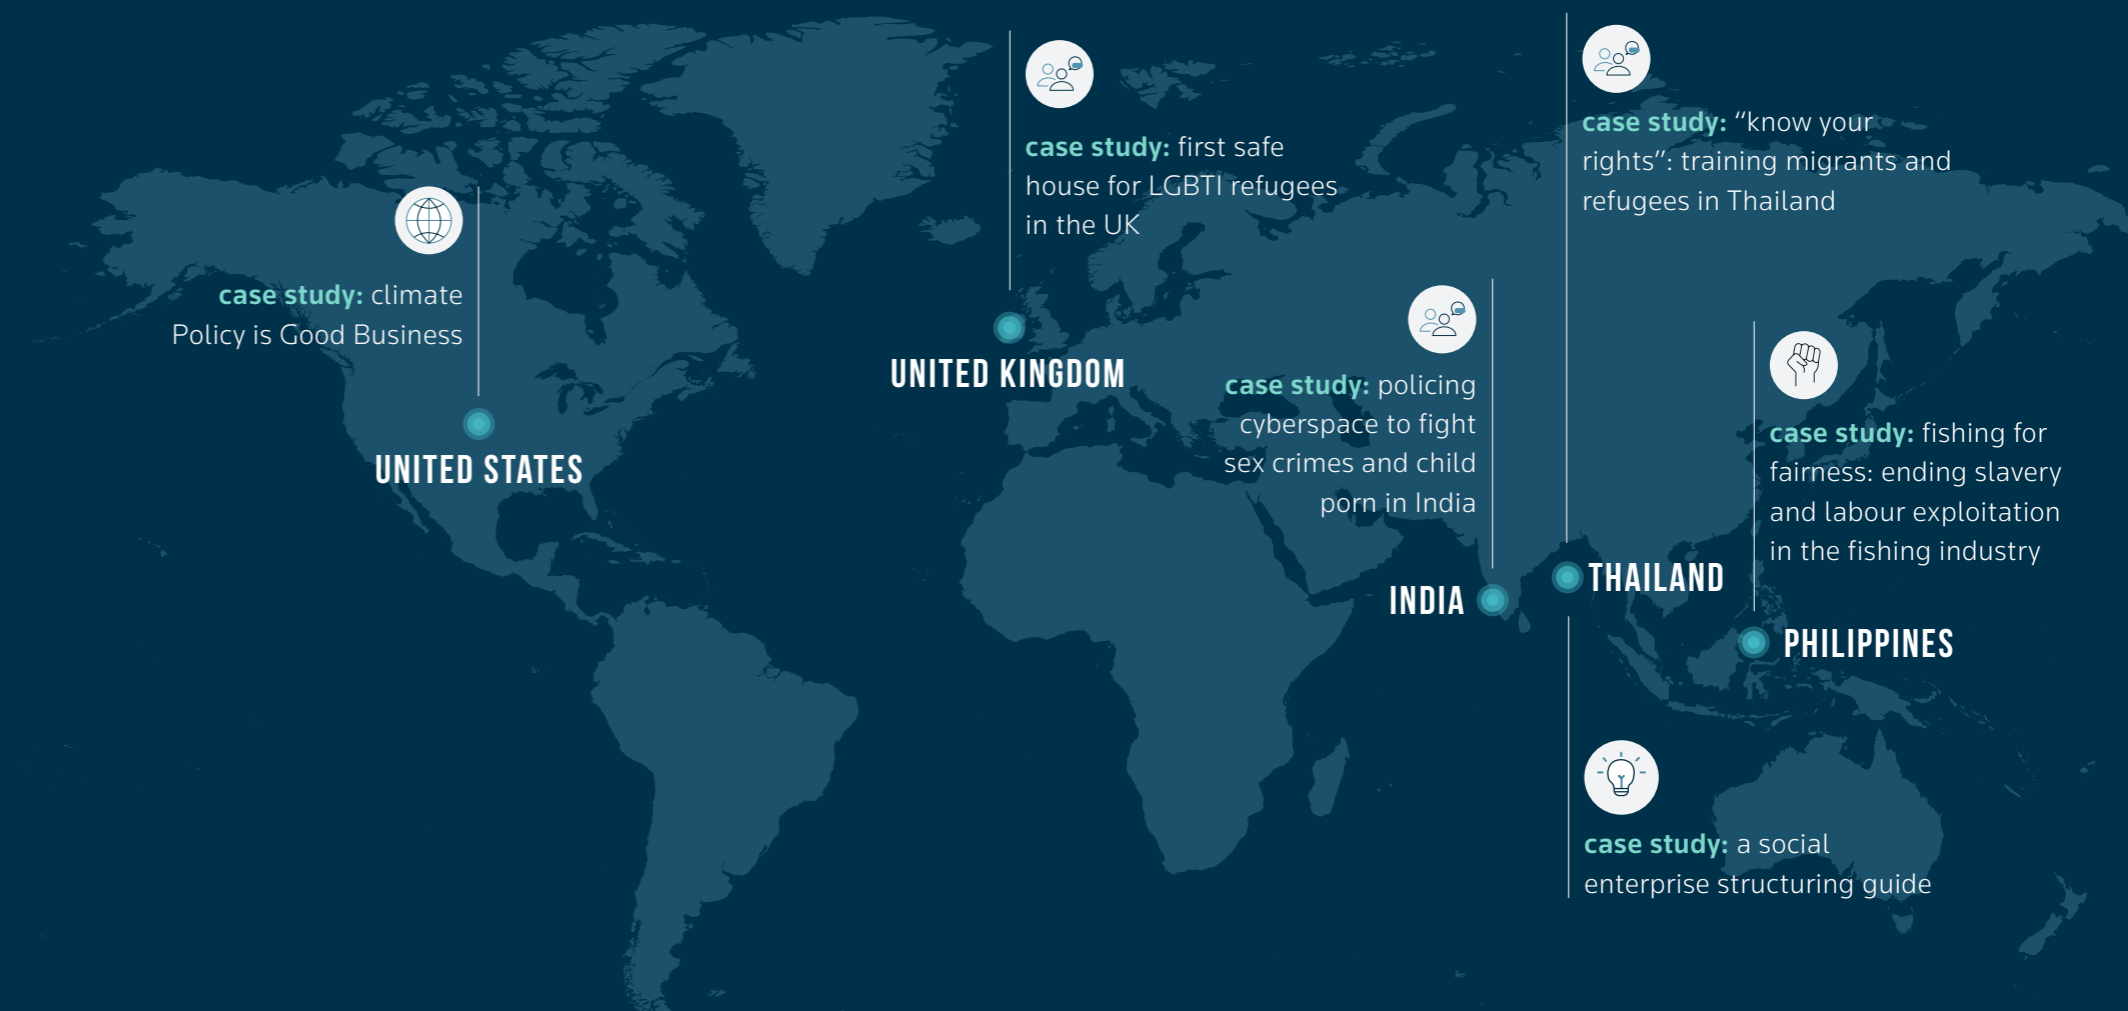 case study: climate
Policy is Good Business
UNITED STATES
case study: first safe
house for LGBTI refugees
in the UK
UNITED KINGDOM
case study: policing
cyberspace to fight
sex crimes and child
porn in India
INDIA
case study: “know your
rights”: training migrants and
refugees in Thailand
THAILAND
case study: a social
enterprise structuring guide
case study: fishing for
fairness: ending slavery
and labour exploitation
in the fishing industry
PHILIPPINES